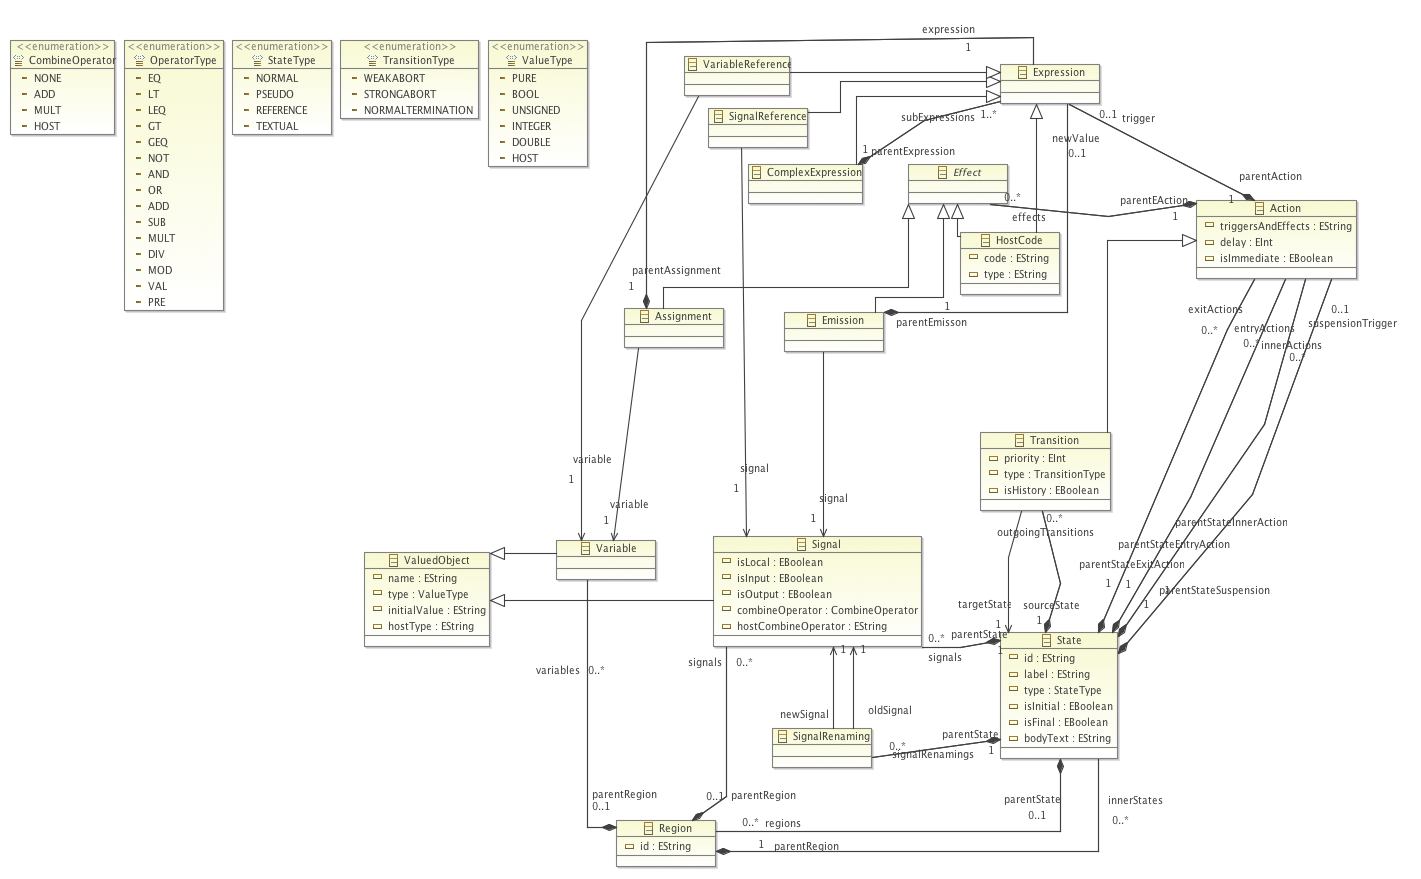 <<enumeration>>
CombineOperator
NONE
ADD
MULT
HOST
<<enumeration>>
OperatorType
EQ
LT
LEQ
GT
GEQ
NOT
AND
OR
ADD
SUB
MULT
DIV
MOD
VAL
PRE
<<enumeration>>
StateType
NORMAL
PSEUDO
REFERENCE
TEXTUAL
<<enumeration>>
TransitionType
WEAKABORT
STRONGABORT
NORMALTERMINATION
<<enumeration>>
ValueType
PURE
BOOL
UNSIGNED
INTEGER
DOUBLE
HOST
expression
1
VariableReference
Expression
SignalReference
subExpressions
1..*
0..1
trigger
newValue
0..1
1
parentExpression
ComplexExpression
Effect
0..*
effects
parentAction
1
parentEAction
1
Action
triggersAndEffects : EString
delay : EInt
isImmediate : EBoolean
HostCode
code : EString
type : EString
parentAssignment
1
Assignment
1
parentEmisson
Emission
exitActions
0..*
entryActions
0..*
innerActions
0..*
0..1
suspensionTrigger
variable
1
variable
1
signal
1
signal
1
Transition
priority : EInt
type : TransitionType
isHistory : EBoolean
0..*
outgoingTransitions
parentStateInnerAction
parentStateEntryAction
parentStateExitAction
parentStateSuspension
1
1
1
1
targetState
1
sourceState
1
ValuedObject
name : EString
type : ValueType
initialValue : EString
hostType : EString
Variable
Signal
isLocal : EBoolean
isInput : EBoolean
isOutput : EBoolean
combineOperator : CombineOperator
hostCombineOperator : EString
0..*
signals
parentState
1
State
id : EString
label : EString
type : StateType
isInitial : EBoolean
isFinal : EBoolean
bodyText : EString
variables
0..*
signals
0..*
1
1
newSignal
oldSignal
SignalRenaming
0..*
signalRenamings
parentState
1
parentRegion
0..1
0..1
parentRegion
Region
id : EString
0..*
regions
parentState
0..1
innerStates
0..*
1
parentRegion